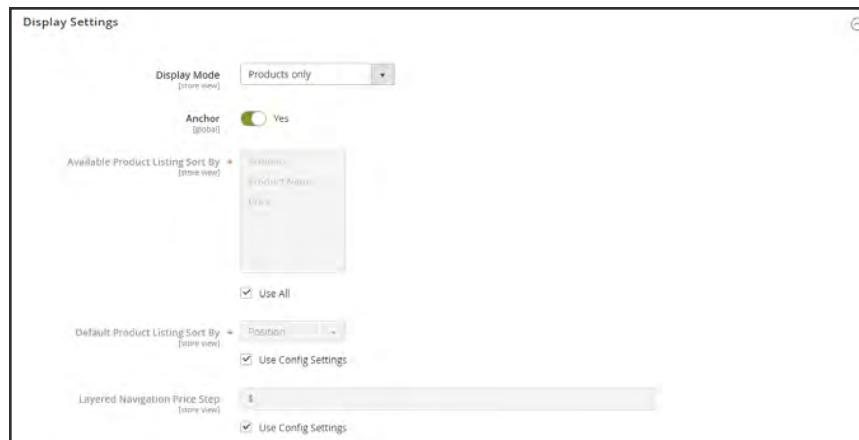 Display Settings
Display Mode
[store view]
Products only
Anchor
[global]
Yes
Available Product Listing Sort By *
[store view]
Position
Product Name
Price
Use All
Default Product Listing Sort By *
[store view]
Position
Use Config Settings
Layered Navigation Price Step
[store view]
$
Use Config Settings